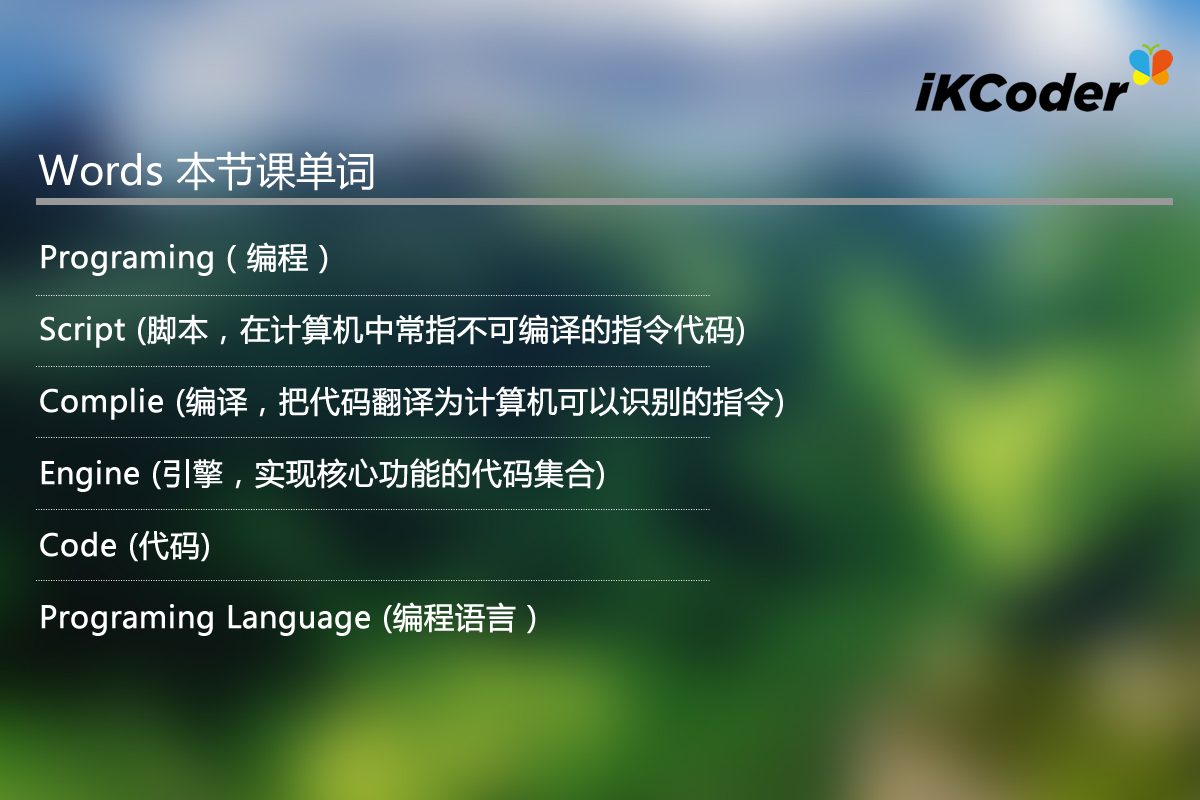 iKCoder
Words 本节课单词
Programing ( 编程 )
Script (脚本，在计算机中常指不可编译的指令代码)
Complie (编译，把代码翻译为计算机可以识别的指令)
Engine (引擎，实现核心功能的代码集合)
Code (代码)
Programing Language (编程语言 )